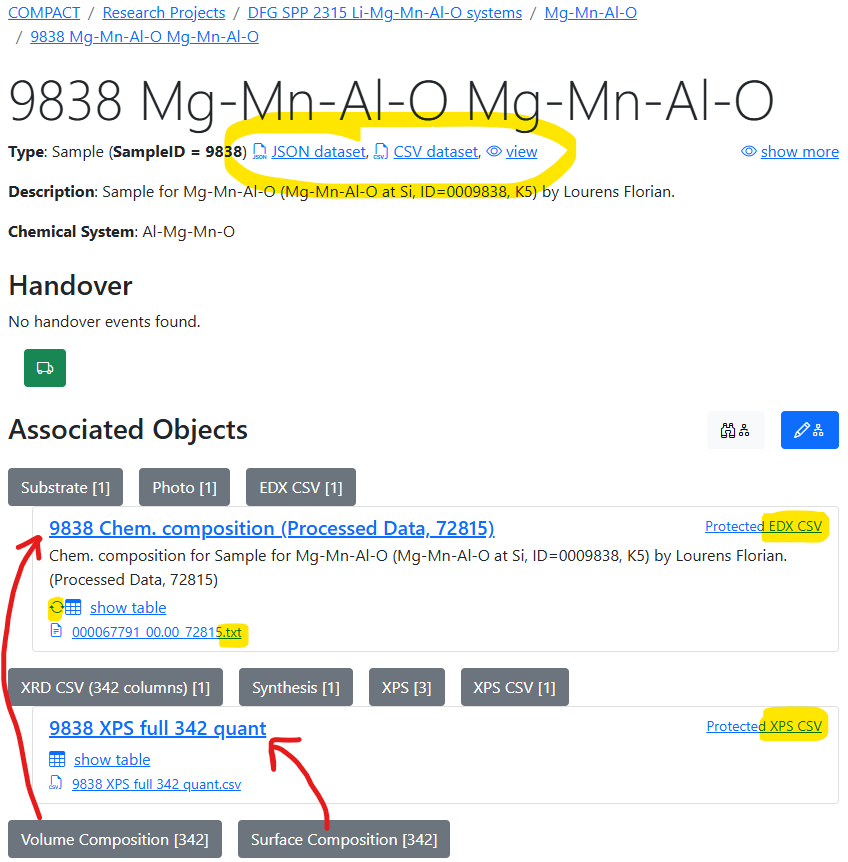 COMPACT / Research Projects / DFG SPP 2315 Li-Mg-Mn-Al-O systems / Mg-Mn-Al-O
/ 9838 Mg-Mn-Al-O Mg-Mn-Al-O
9838 Mg-Mn-Al-O Mg-Mn-Al-O
Type: Sample (SampleID = 9838) JSON JSON dataset, CSV CSV dataset, view show more
Description: Sample for Mg-Mn-Al-O (Mg-Mn-Al-O at Si, ID=0009838, K5) by Lourens Florian.
Chemical System: Al-Mg-Mn-O
Handover
No handover events found.
Associated Objects
Substrate [1] Photo [1] EDX CSV [1]
9838 Chem. composition (Processed Data, 72815) Protected EDX CSV
Chem. composition for Sample for Mg-Mn-Al-O (Mg-Mn-Al-O at Si, ID=0009838, K5) by Lourens Florian.
(Processed Data, 72815)
show table
000067791_00.00_72815.txt
XRD CSV (342 columns) [1] Synthesis [1] XPS [3] XPS CSV [1]
9838 XPS full 342 quant Protected XPS CSV
show table
CSV 9838 XPS full 342 quant.csv
Volume Composition [342] Surface Composition [342]